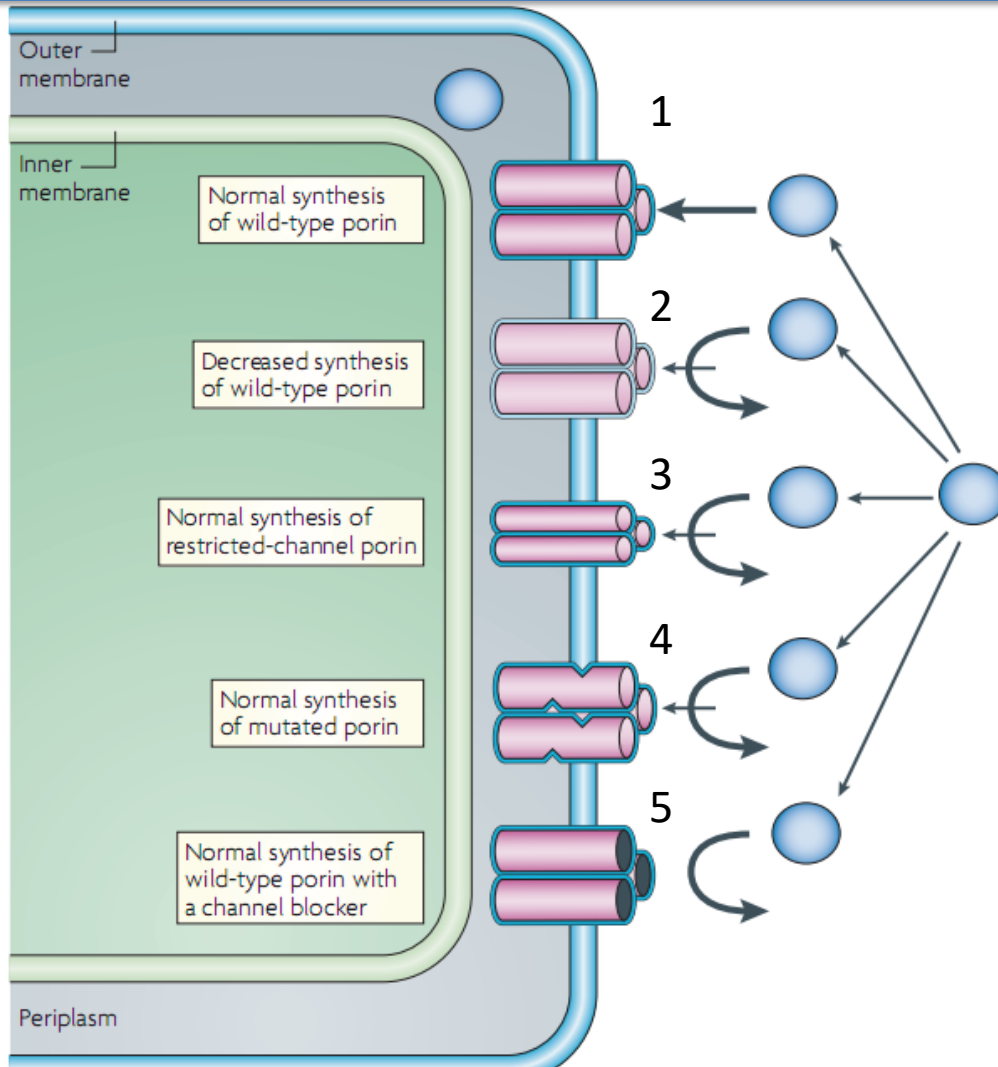 Outer
membrane
Inner
membrane
1
Normal synthesis
of wild-type porin
2
Decreased synthesis
of wild-type porin
3
Normal synthesis of
restricted-channel porin
4
Normal synthesis
of mutated porin
5
Normal synthesis of
wild-type porin with
a channel blocker
Periplasm